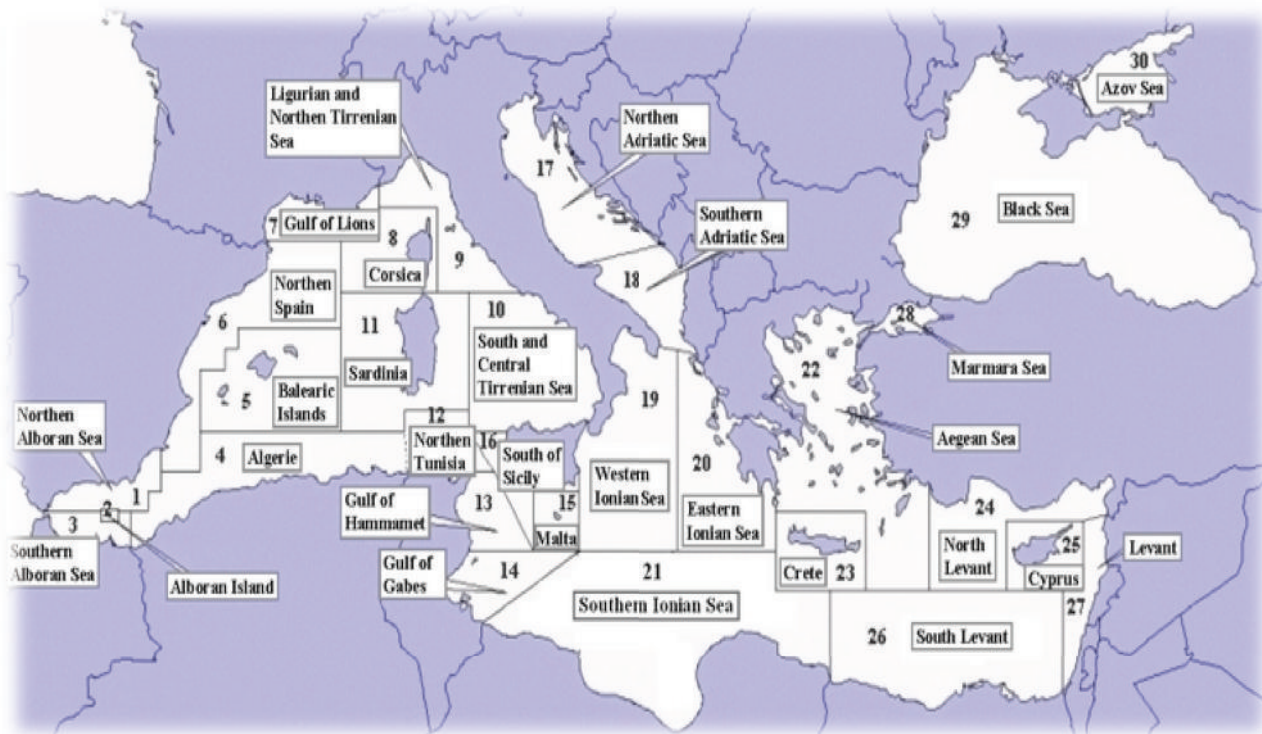 30
Azov Sea
Ligurian and
Northen Tirrenian
Sea
Northen
Adriatic Sea
17
29
Black Sea
7
Gulf of Lions
8
Corsica
9
Southern
Adriatic Sea
18
Northen
Spain
6
11
Sardinia
10
South and
Central
Tirrenian Sea
28
Marmara Sea
22
Aegean Sea
5
Balearic
Islands
19
Northen
Alboran Sea
4
Algerie
12
Northen
Tunisia
16
South of
Sicily
Western
Ionian Sea
20
Eastern
Ionian Sea
1
2
3
Southern
Alboran Sea
Alboran Island
Gulf of
Hammamet
13
15
Malta
24
North
Levant
25
Cyprus
Levant
Gulf of
Gabes
14
21
Southern Ionian Sea
Crete
23
26
South Levant
27